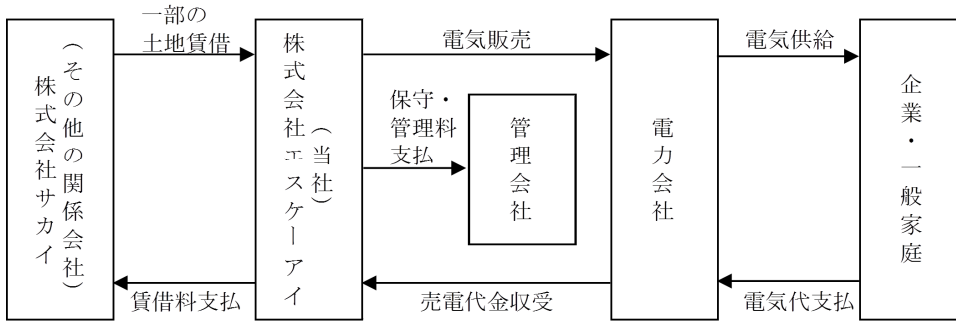 株式会社サカイ
(その他の関係会社)
一部の
土地賃借
賃借料支払
株式会社エスケーアイ
(当社)
電気販売
保守・
管理料
支払
管理会社
売電代金収受
電力会社
電気供給
電気代支払
企業・一般家庭